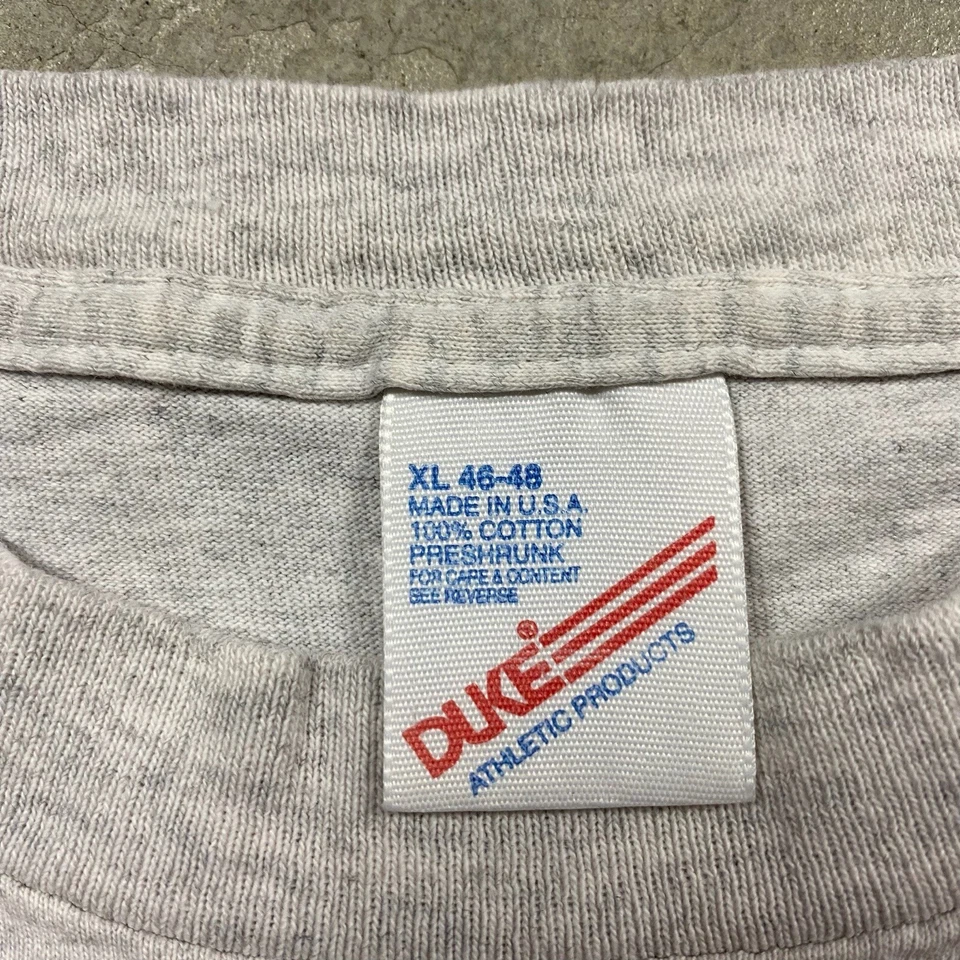 XL 46-48
MADE IN U.S.A.
100% COTTON
PRESHRUNK
FOR CARE & CONTENT
SEE REVERSE
DUKE®
ATHLETIC PRODUCTS